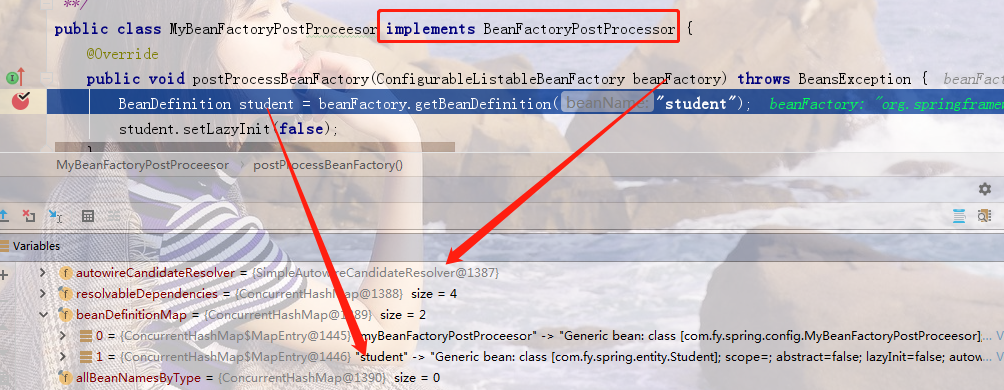 **/
public class MyBeanFactoryPostProceesor implements BeanFactoryPostProcessor {
@Override
public void postProcessBeanFactory(ConfigurableListableBeanFactory beanFactory) throws BeansException { beanFact
BeanDefinition student = beanFactory.getBeanDefinition( beanName: "student"); beanFactory: "org.springframew
student.setLazyInit(false);
}
MyBeanFactoryPostProceesor > postProcessBeanFactory()
Variables
autowireCandidateResolver = {SimpleAutowireCandidateResolver@1387}
resolvableDependencies = {ConcurrentHashMap@1388} size = 4
beanDefinitionMap = {ConcurrentHashMap@1389} size = 2
0 = {ConcurrentHashMap$MapEntry@1445} "myBeanFactoryPostProceesor" -> "Generic bean: class [com.fy.spring.config.MyBeanFactoryPostProceesor]... V
1 = {ConcurrentHashMap$MapEntry@1446} "student" -> "Generic bean: class [com.fy.spring.entity.Student]; scope=; abstract=false; lazyInit=false; autow... V
allBeanNamesByType = {ConcurrentHashMap@1390} size = 0